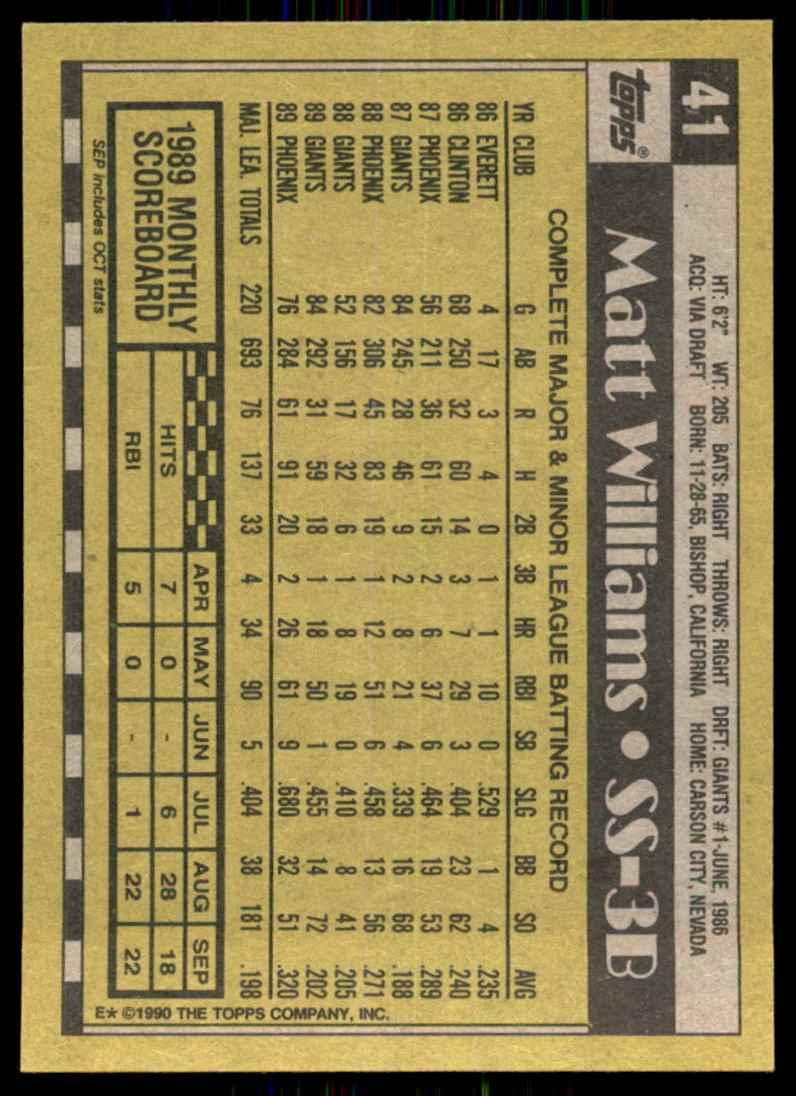 41
topps®
HT: 6'2" WT: 205 BATS: RIGHT THROWS: RIGHT DRFT: GIANTS #1-JUNE, 1986
ACQ: VIA DRAFT BORN: 11-28-65, BISHOP, CALIFORNIA HOME: CARSON CITY, NEVADA
Matt Williams • SS-3B
COMPLETE MAJOR & MINOR LEAGUE BATTING RECORD
YR CLUB G AB R H 2B 3B HR RBI SB SLG BB SO AVG
86 EVERETT 4 17 3 4 0 1 1 10 0 .529 1 4 .235
86 CLINTON 68 250 32 60 14 3 7 29 3 .404 23 62 .240
87 PHOENIX 56 211 36 61 15 2 6 37 6 .464 19 53 .289
87 GIANTS 84 245 28 46 9 2 8 21 4 .339 16 68 .188
88 PHOENIX 82 306 45 83 19 1 12 51 6 .458 13 56 .271
88 GIANTS 52 156 17 32 6 1 8 19 0 .410 8 41 .205
89 GIANTS 84 292 31 59 18 1 18 50 1 .455 14 72 .202
89 PHOENIX 76 284 61 91 20 2 26 61 9 .680 32 51 .320
MAJ. LEA. TOTALS 220 693 76 137 33 4 34 90 5 .404 38 181 .198
1989 MONTHLY
SCOREBOARD
APR MAY JUN JUL AUG SEP
HITS 7 0 - 6 28 18
RBI 5 0 - 1 22 22
SEP includes OCT stats
E* ©1990 THE TOPPS COMPANY, INC.